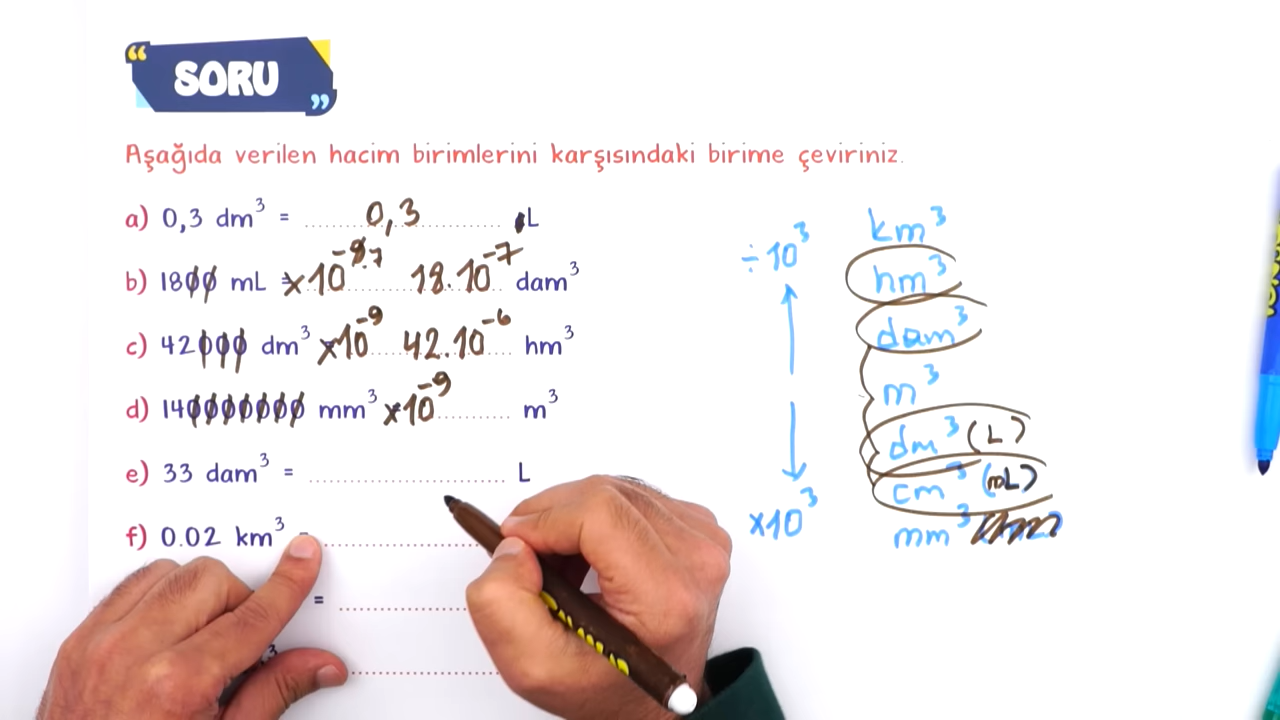 “ SORU ”
Aşağıda verilen hacim birimlerini karşısındaki birime çeviriniz.
a) 0,3 dm³ = 0,3 L
b) 1800 mL = ×10⁻⁷ 18.10⁻⁷ dam³
c) 42000 dm³ ×10⁻⁹ 42.10⁻⁶ hm³
d) 140000000 mm³ ×10⁻⁹ m³
e) 33 dam³ = L
f) 0.02 km³ =
=
÷10³
×10³
km³
hm³
dam³
m³
dm³ (L)
cm³ (mL)
mm³